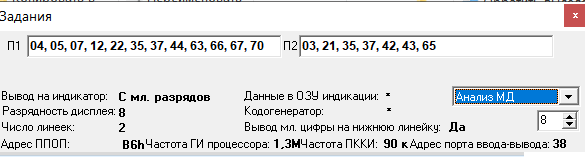 Задания
П1 04, 05, 07, 12, 22, 35, 37, 44, 63, 66, 67, 70 П2 03, 21, 35, 37, 42, 43, 65
Вывод на индикатор: С мл. разрядов Данные в ОЗУ индикации: * Анализ МД
Разрядность дисплея: 8 Кодогенератор: * 8
Число линеек: 2 Вывод мл. цифры на нижнюю линейку: Да
Адрес ППОП: B6h Частота ГИ процессора: 1,3М Частота ПККИ: 90 к Адрес порта ввода-вывода: 38